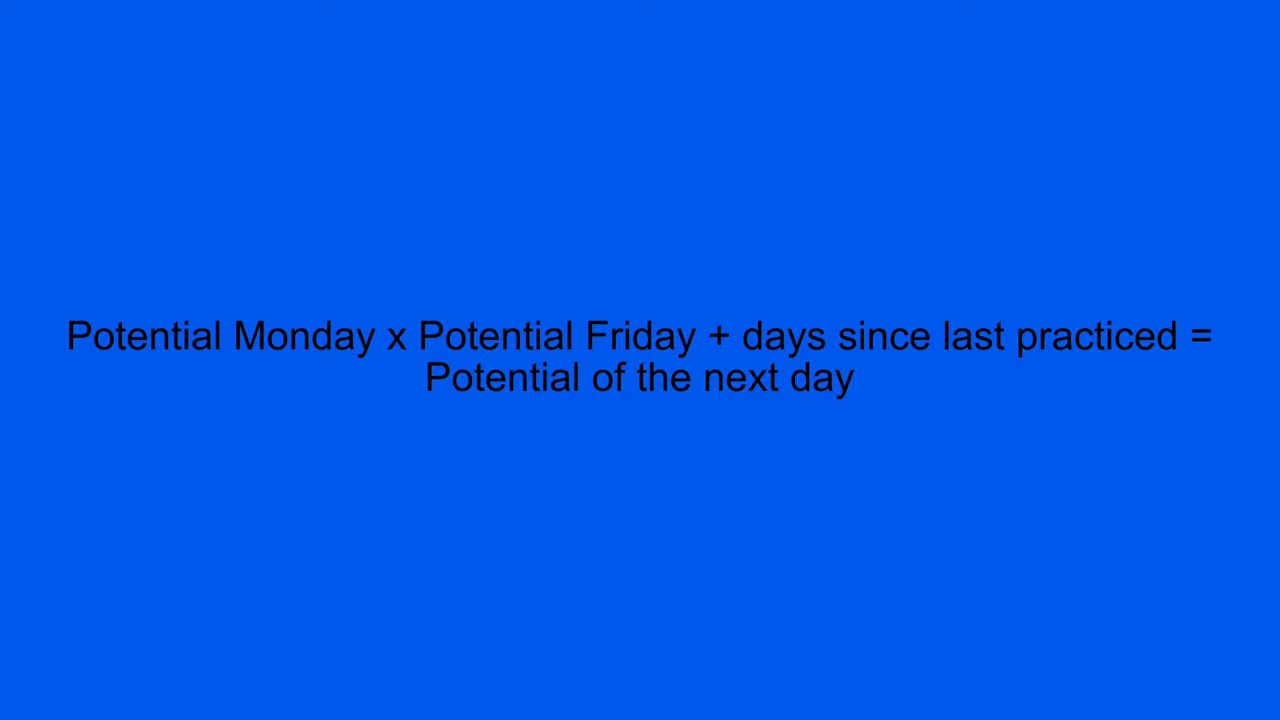 Potential Monday x Potential Friday + days since last practiced =
Potential of the next day